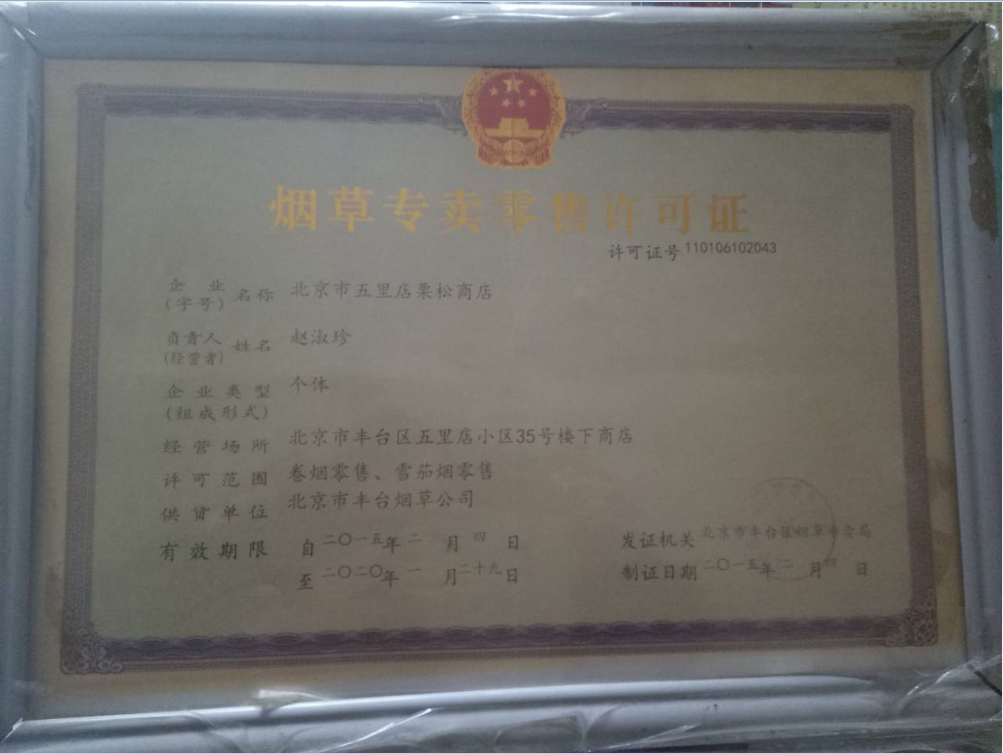 烟草专卖零售许可证
许可证号 110106102043
企业(字号)名称 北京市五里店栗松商店
负责人(经营者)姓名 赵淑珍
企业类型(组成形式) 个体
经营场所 北京市丰台区五里店小区35号楼下商店
许可范围 卷烟零售、雪茄烟零售
供货单位 北京市丰台烟草公司
有效期限 自二〇一五年二月四日
至二〇二〇年一月二十九日
发证机关 北京市丰台区烟草专卖局
制证日期 二〇一五年二月四日